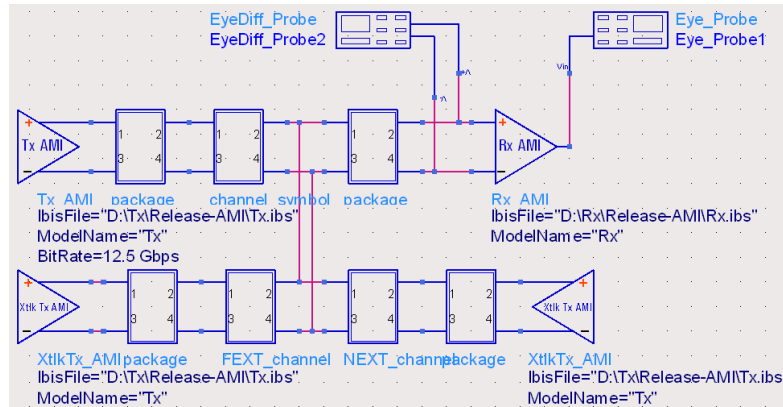 EyeDiff_Probe
EyeDiff_Probe2
Eye_Probe
Eye_Probe1
Vin
+
Tx AMI
−
1 2
3 4
1 2
3 4
1 2
3 4
+
Rx AMI
−
Tx_AMI package channel_symbol package Rx_AMI
IbisFile="D:\Tx\Release-AMI\Tx.ibs"
ModelName="Tx"
BitRate=12.5 Gbps
IbisFile="D:\Rx\Release-AMI\Rx.ibs"
ModelName="Rx"
+
Xtlk Tx AMI
−
1 2
3 4
1 2
3 4
1 2
3 4
1 2
3 4
+
Xtlk Tx AMI
−
XtlkTx_AMI package FEXT_channel NEXT_channel package XtlkTx_AMI
IbisFile="D:\Tx\Release-AMI\Tx.ibs"
ModelName="Tx"
IbisFile="D:\Tx\Release-AMI\Tx.ibs
ModelName="Tx"